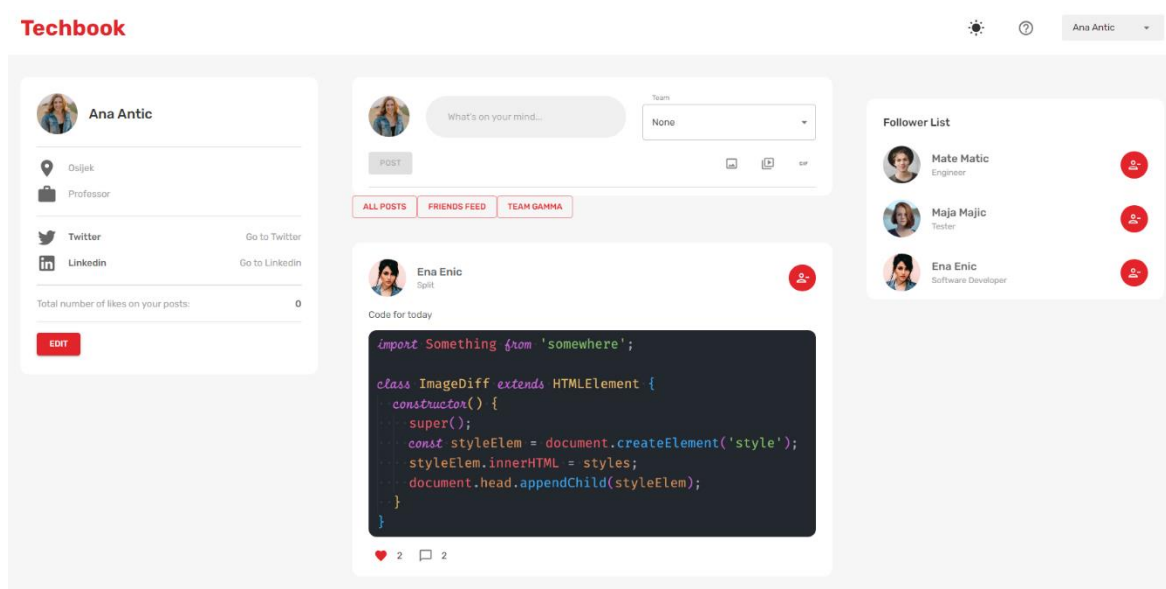 Techbook
Ana Antic
Ana Antic
Osijek
Professor
Twitter Go to Twitter
Linkedin Go to Linkedin
Total number of likes on your posts: 0
EDIT
What's on your mind...
Team
None
POST
GIF
ALL POSTS FRIENDS FEED TEAM GAMMA
Ena Enic
Split
Code for today
import Something from 'somewhere';
class ImageDiff extends HTMLElement {
constructor() {
super();
const styleElem = document.createElement('style');
styleElem.innerHTML = styles;
document.head.appendChild(styleElem);
}
}
2 2
Follower List
Mate Matic
Engineer
Maja Majic
Tester
Ena Enic
Software Developer